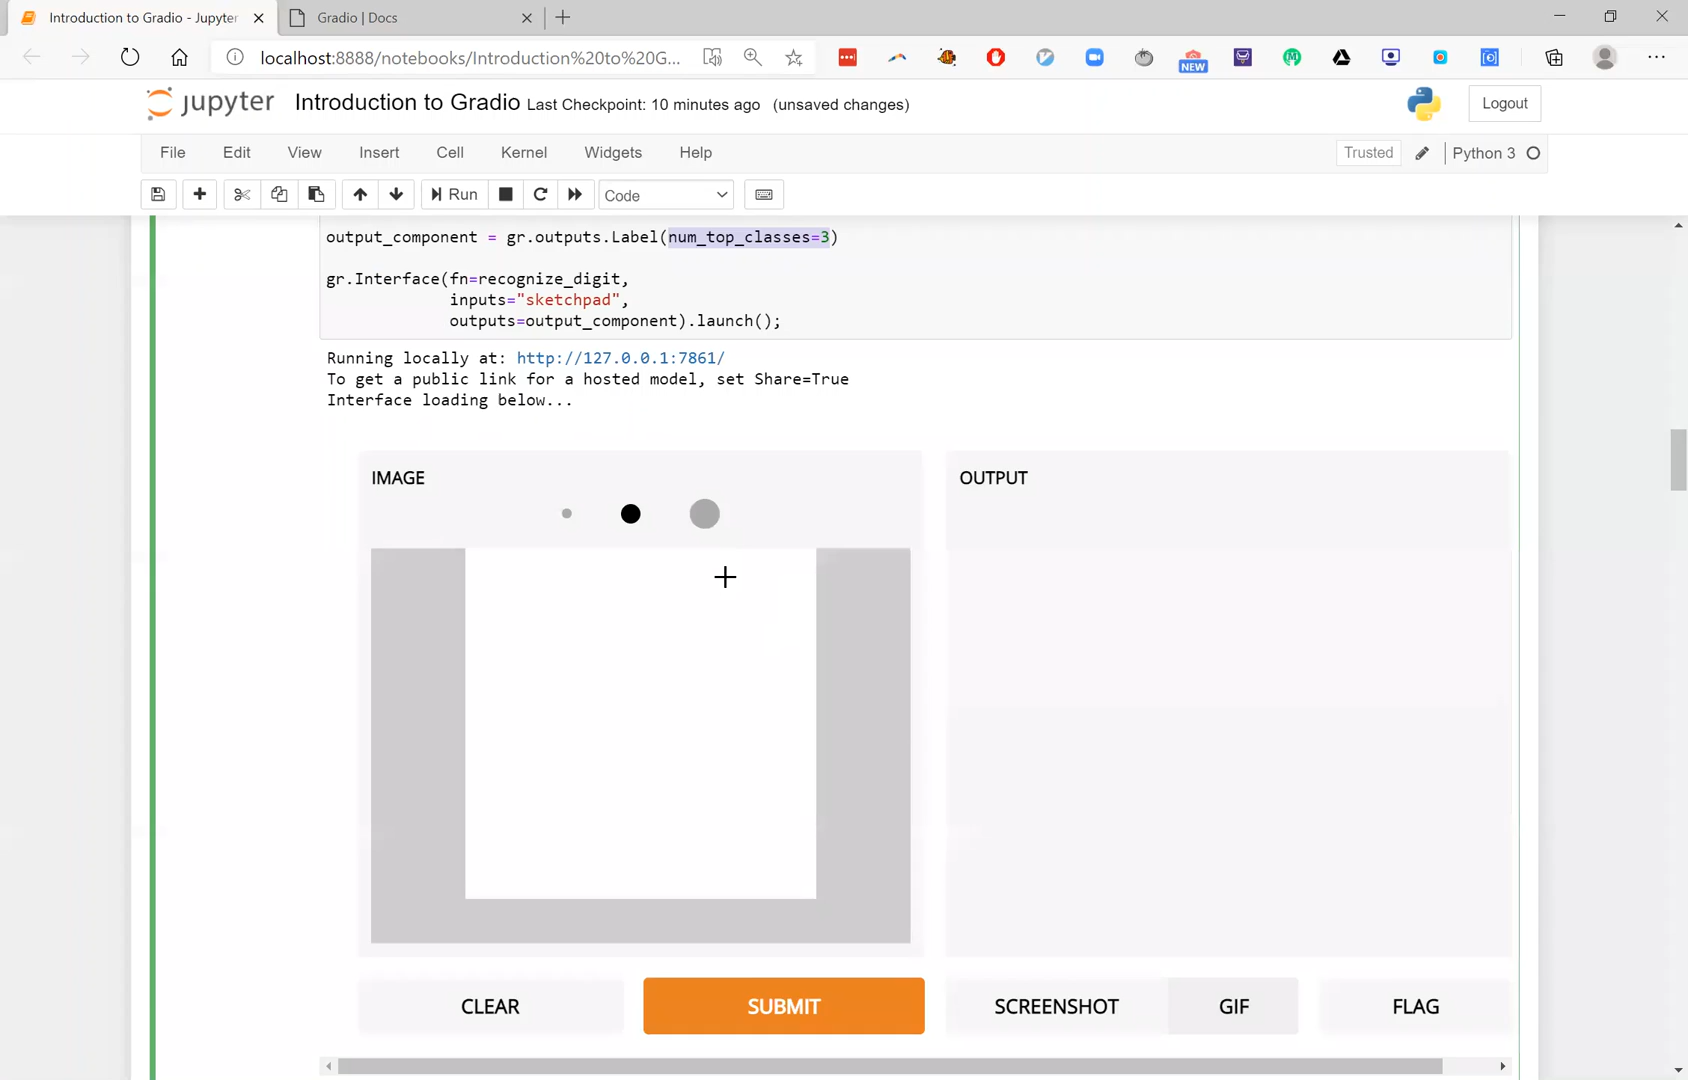 Introduction to Gradio - Jupyter
Gradio | Docs
localhost:8888/notebooks/Introduction%20to%20G...
NEW
jupyter Introduction to Gradio Last Checkpoint: 10 minutes ago (unsaved changes)
Logout
File Edit View Insert Cell Kernel Widgets Help
Trusted Python 3
Run Code
output_component = gr.outputs.Label(num_top_classes=3)
gr.Interface(fn=recognize_digit,
inputs="sketchpad",
outputs=output_component).launch();
Running locally at: http://127.0.0.1:7861/
To get a public link for a hosted model, set Share=True
Interface loading below...
IMAGE
OUTPUT
CLEAR
SUBMIT
SCREENSHOT
GIF
FLAG